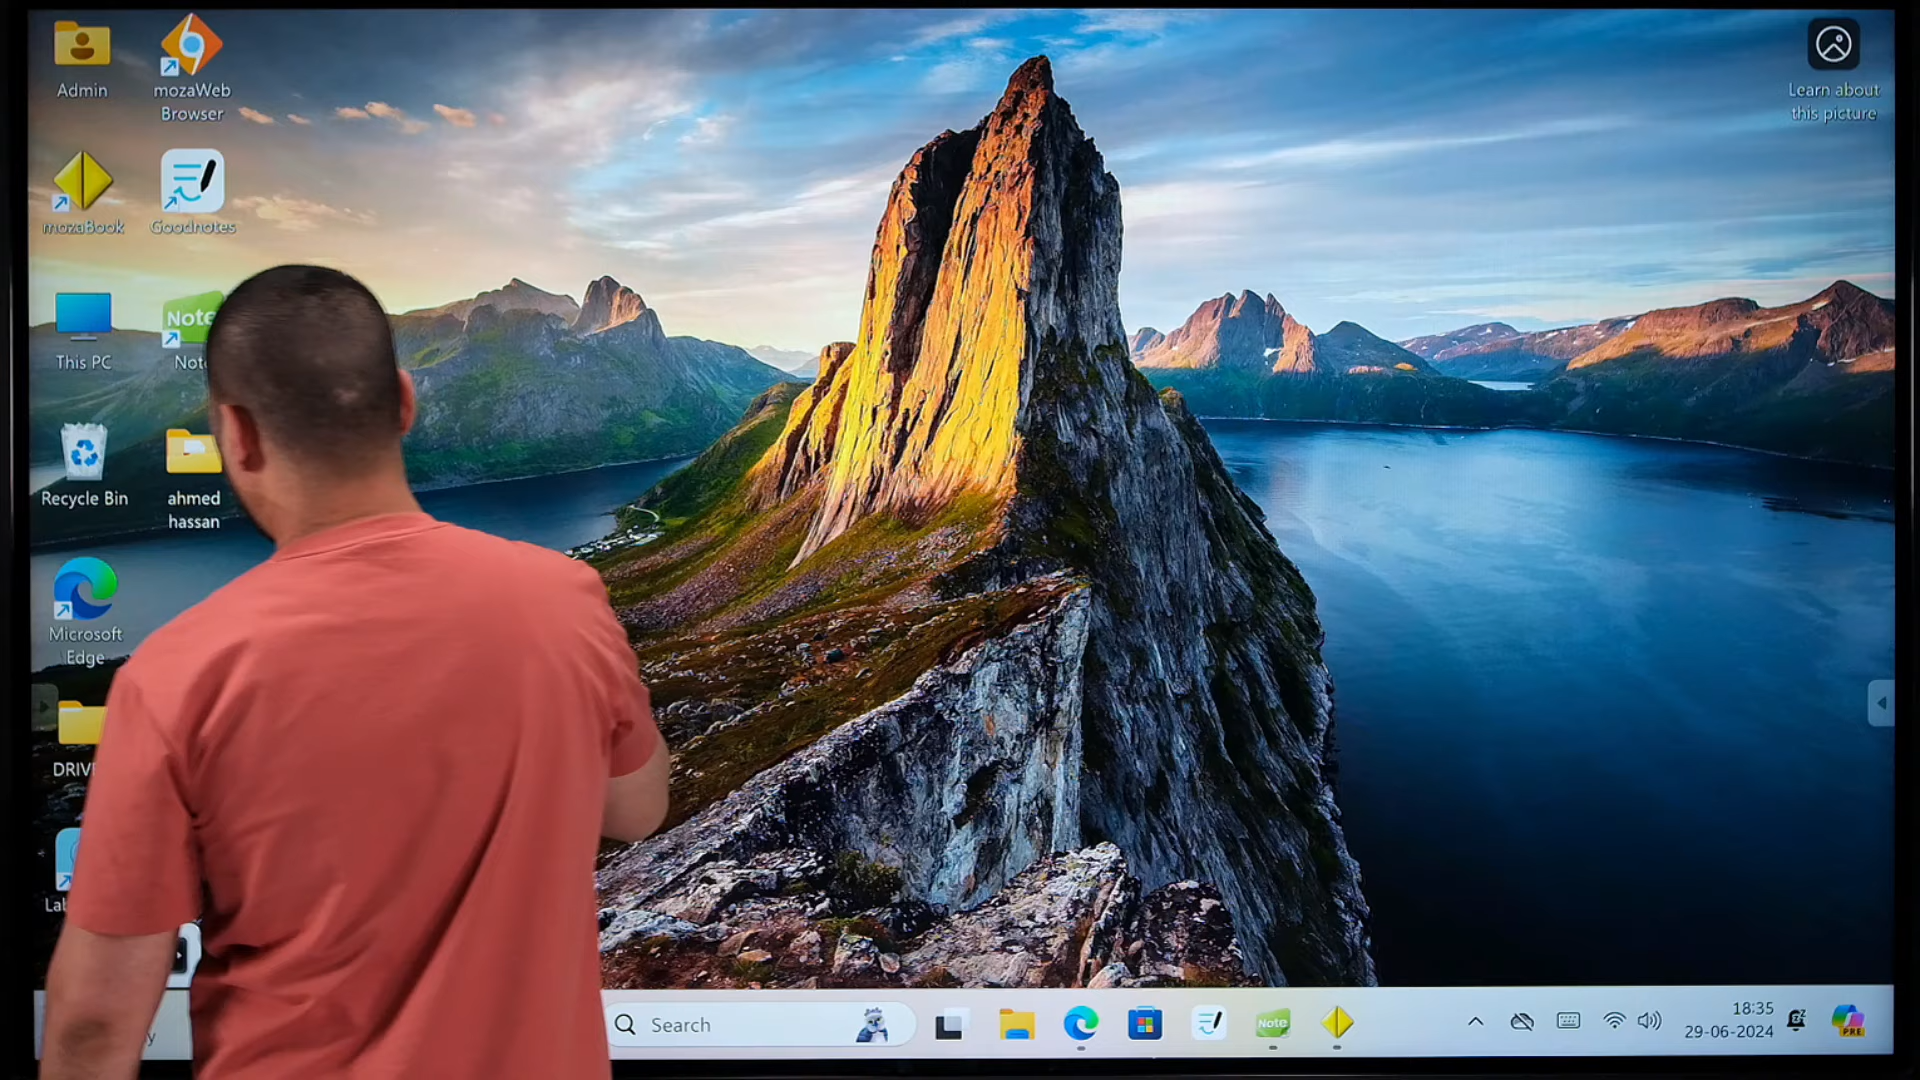 Admin
mozaWeb
Browser
Learn about
this picture
mozaBook
Goodnotes
This PC
Note
Recycle Bin
ahmed
hassan
Microsoft
Edge
Search
Note
18:35
29-06-2024
PRE